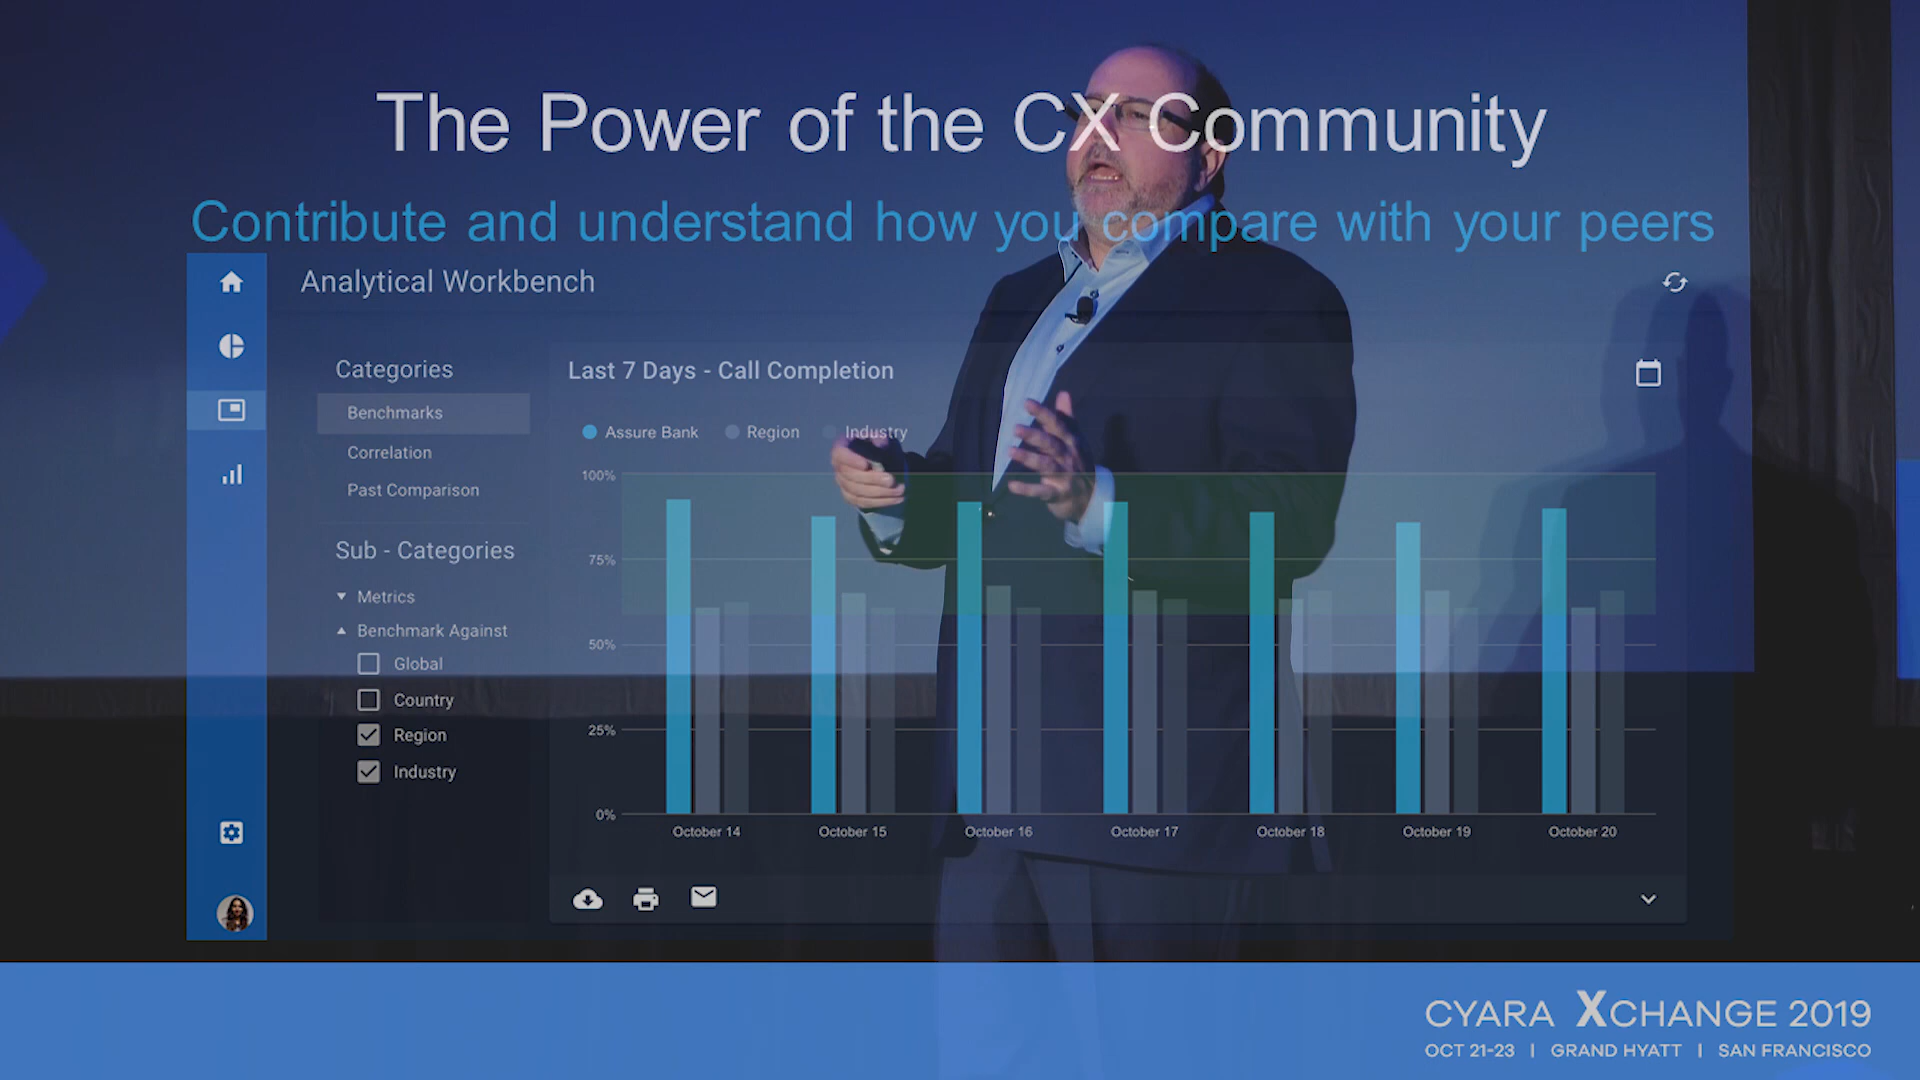 The Power of the CX Community
Contribute and understand how you compare with your peers
Analytical Workbench
Categories
Benchmarks
Correlation
Past Comparison
Sub - Categories
Metrics
Benchmark Against
Global
Country
Region
Industry
Last 7 Days - Call Completion
Assure Bank Region Industry
100%
75%
50%
25%
0%
October 14 October 15 October 16 October 17 October 18 October 19 October 20
CYARA XCHANGE 2019
OCT 21-23 | GRAND HYATT | SAN FRANCISCO